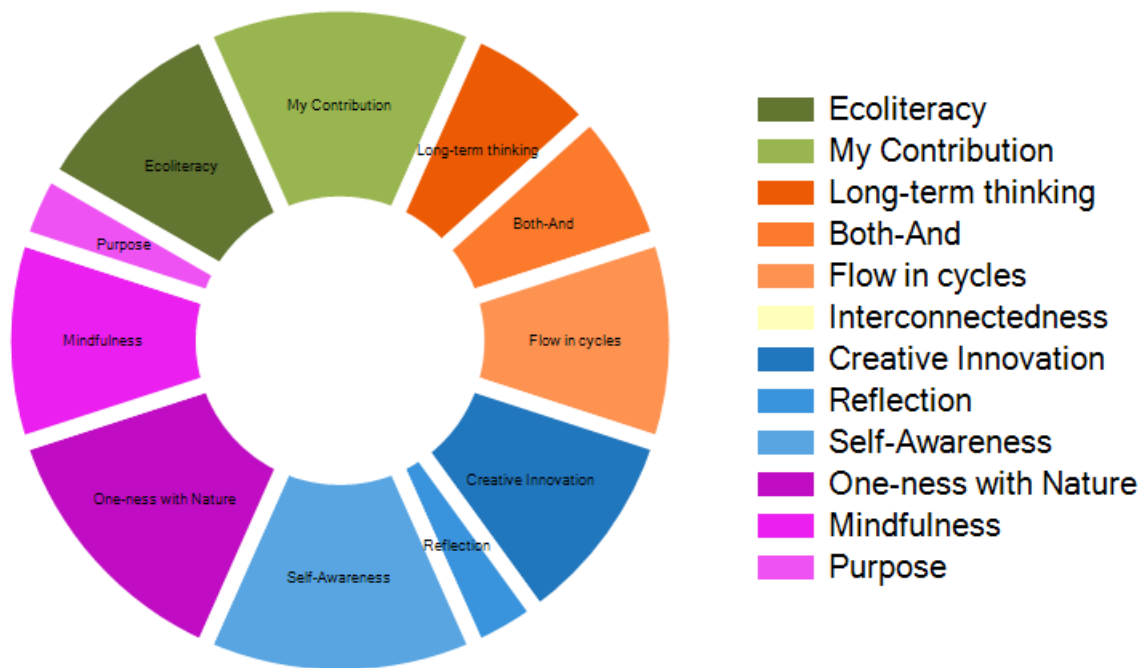 My Contribution
Long-term thinking
Ecoliteracy
Both-And
Purpose
Mindfulness
Flow in cycles
One-ness with Nature
Creative Innovation
Reflection
Self-Awareness
Ecoliteracy
My Contribution
Long-term thinking
Both-And
Flow in cycles
Interconnectedness
Creative Innovation
Reflection
Self-Awareness
One-ness with Nature
Mindfulness
Purpose